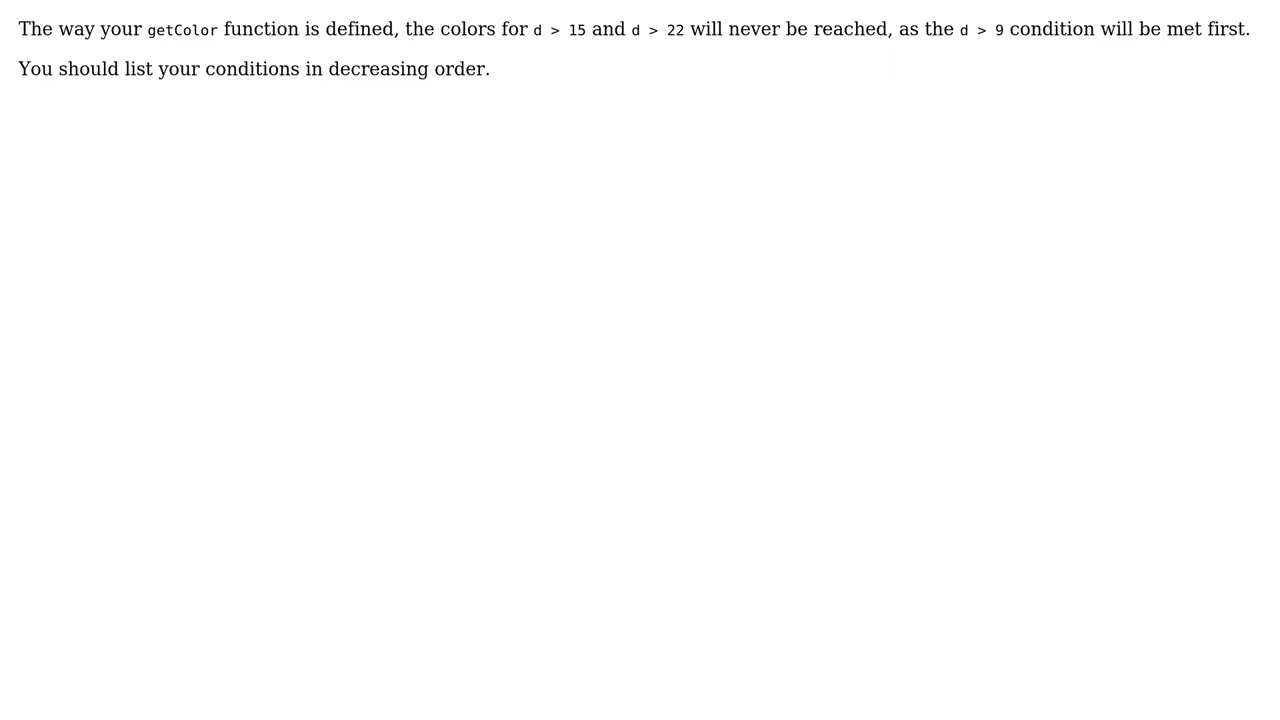 The way your getColor function is defined, the colors for d > 15 and d > 22 will never be reached, as the d > 9 condition will be met first.
You should list your conditions in decreasing order.